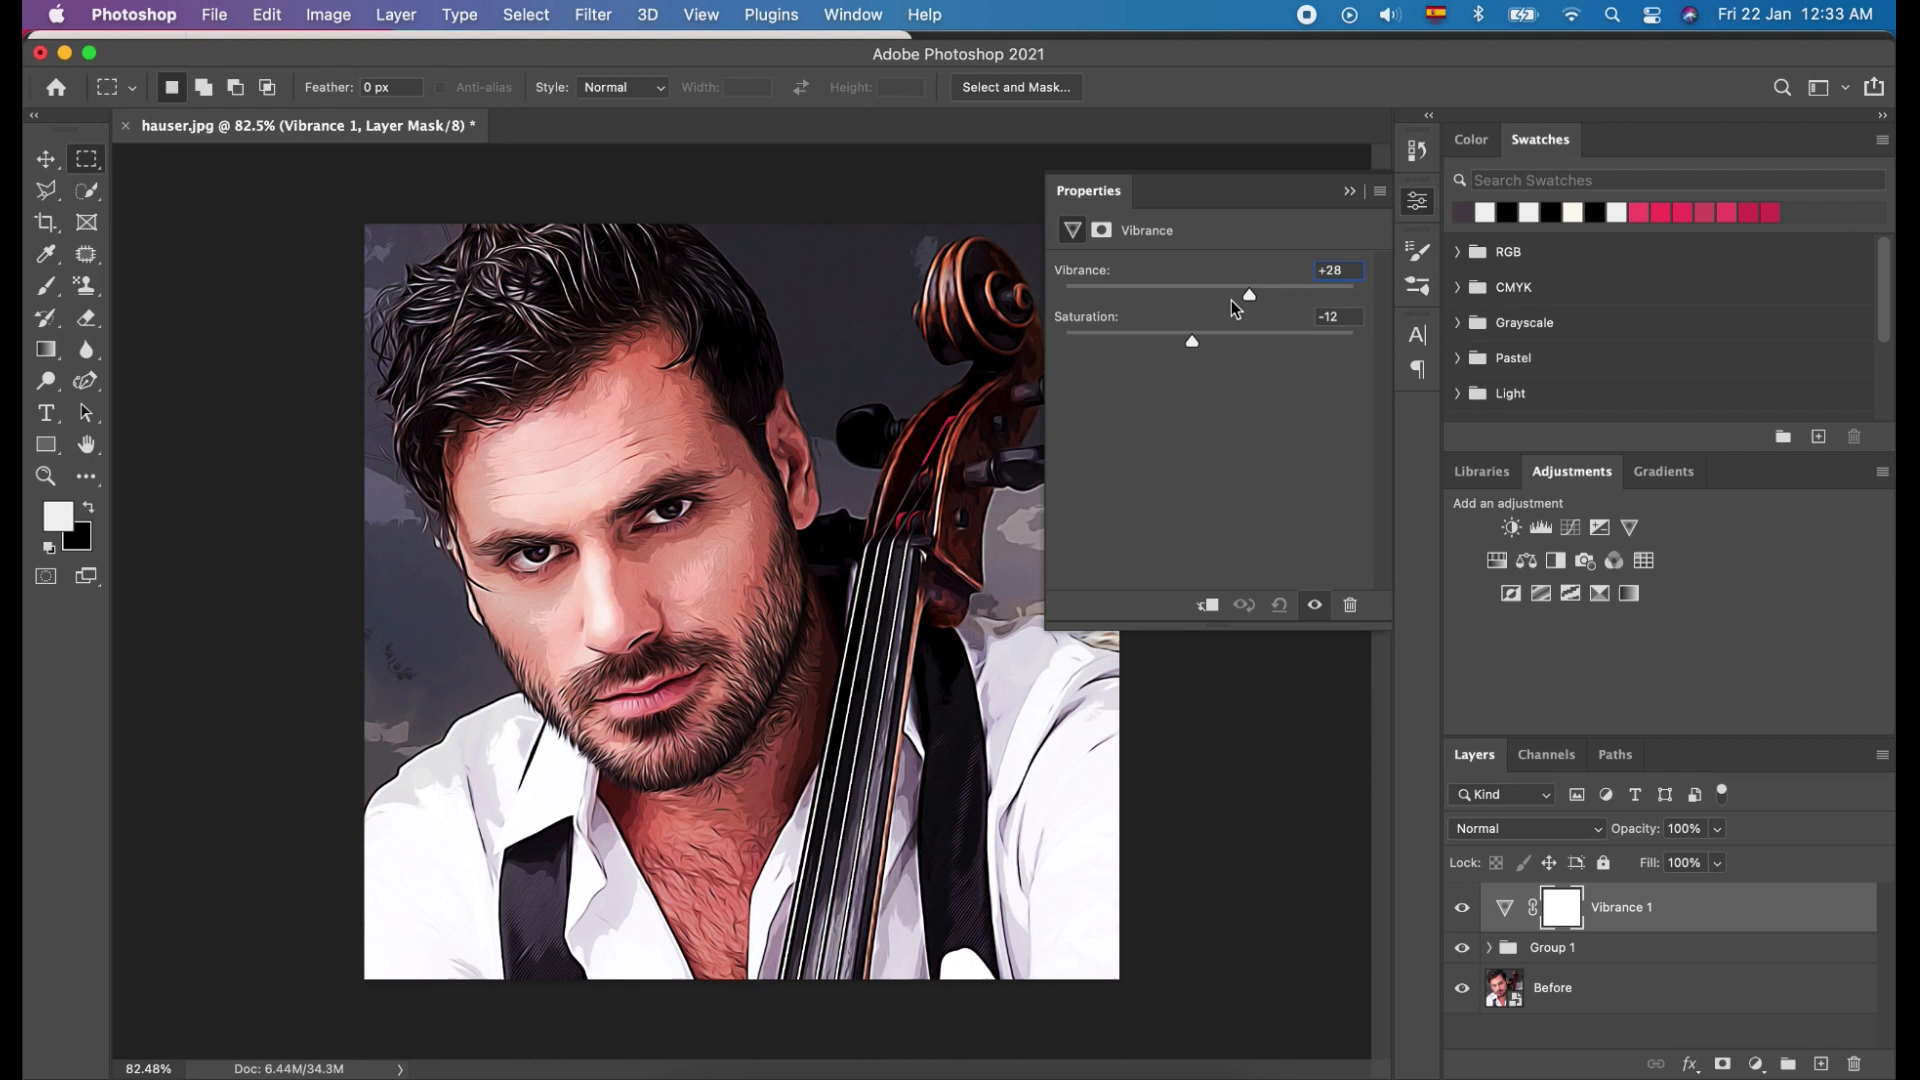 Photoshop File Edit Image Layer Type Select Filter 3D View Plugins Window Help Fri 22 Jan 12:33 AM
Adobe Photoshop 2021
Feather: 0 px Anti-alias Style: Normal Width: Height: Select and Mask...
hauser.jpg @ 82.5% (Vibrance 1, Layer Mask/8) *
Color Swatches
Search Swatches
RGB
CMYK
Grayscale
Pastel
Light
Properties
Vibrance
Vibrance: +28
Saturation: -12
Libraries Adjustments Gradients
Add an adjustment
Layers Channels Paths
Kind
Normal Opacity: 100%
Lock: Fill: 100%
Vibrance 1
Group 1
Before
82.48% Doc: 6.44M/34.3M